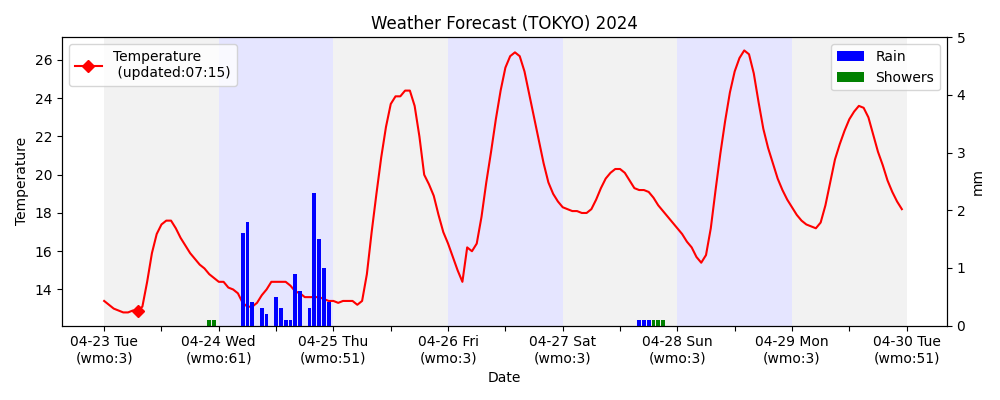 Weather Forecast (TOKYO) 2024
Temperature
(updated:07:15)
Rain
Showers
Temperature
26
24
22
20
18
16
14
5
4
3
2
1
0
mm
04-23 Tue
(wmo:3)
04-24 Wed
(wmo:61)
04-25 Thu
(wmo:51)
04-26 Fri
(wmo:3)
04-27 Sat
(wmo:3)
04-28 Sun
(wmo:3)
04-29 Mon
(wmo:3)
04-30 Tue
(wmo:51)
Date